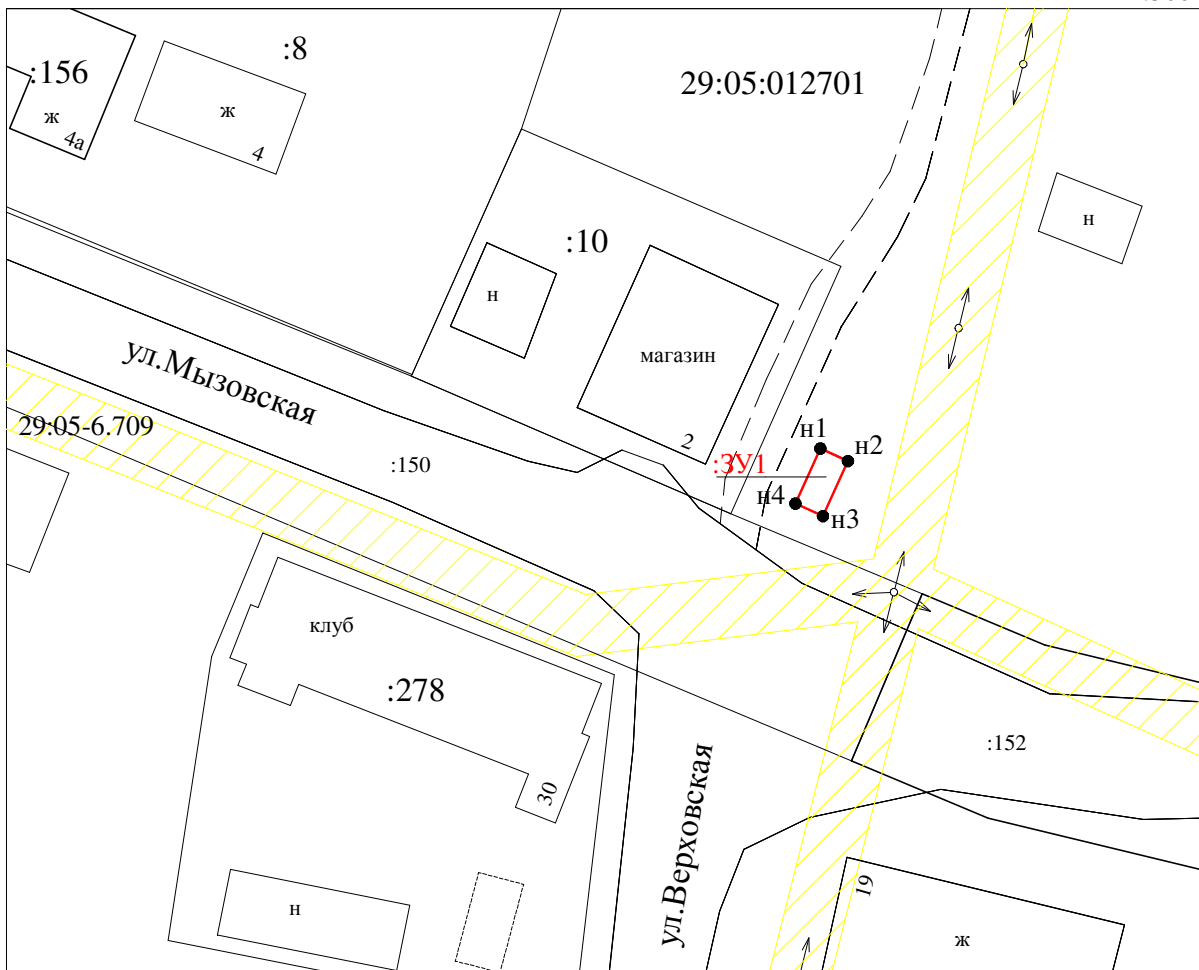 :8
:156
ж
4а
ж
4
29:05:012701
н
:10
н
магазин
2
ул.Мызовская
29:05-6.709
:150
:ЗУ1
н1
н2
н4
н3
клуб
:278
30
:152
ул.Верховская
19
н
ж